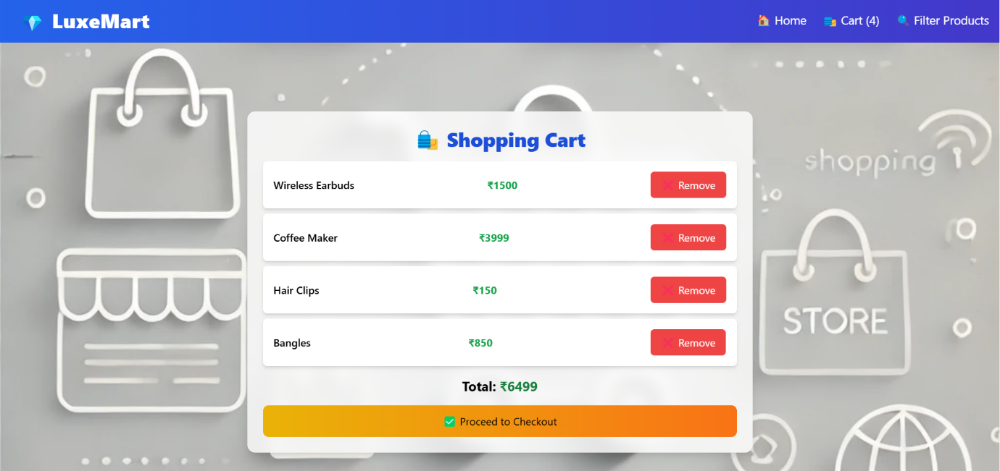 LuxeMart
Home
Cart (4)
Filter Products
shopping
Shopping Cart
Wireless Earbuds ₹1500 Remove
Coffee Maker ₹3999 Remove
Hair Clips ₹150 Remove
Bangles ₹850 Remove
STORE
Total: ₹6499
Proceed to Checkout